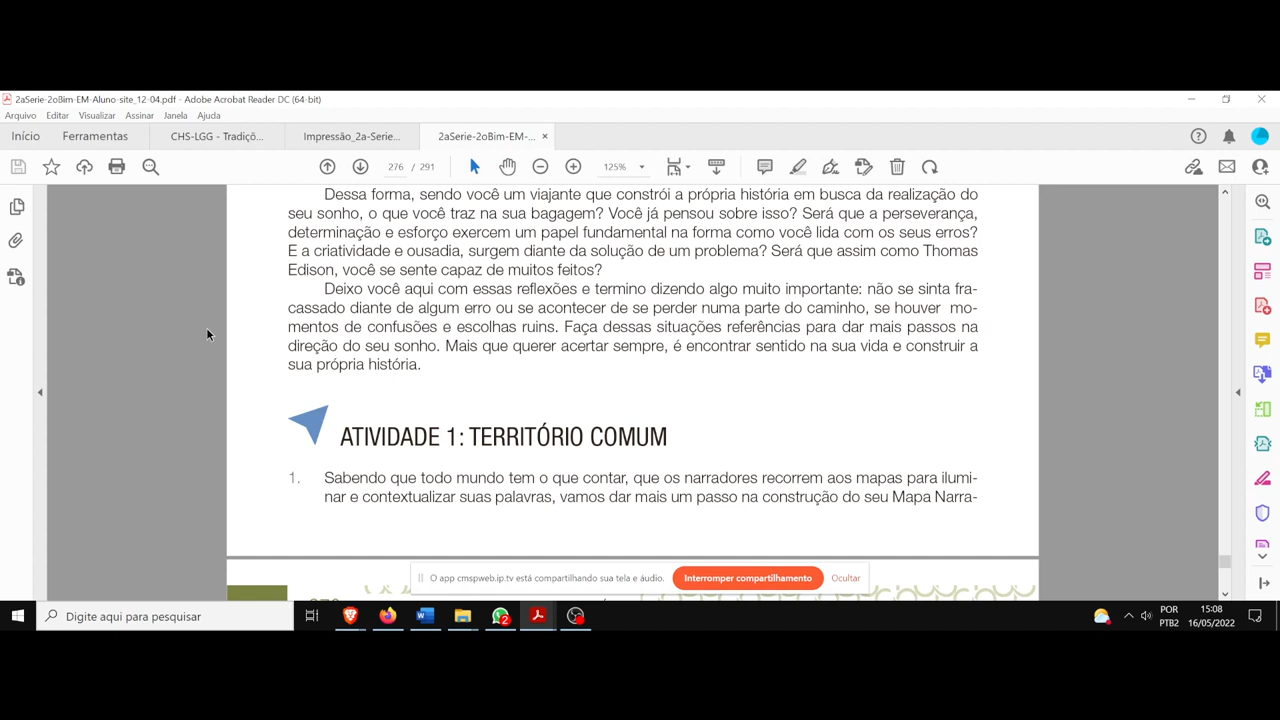 2aSerie-2oBim-EM-Aluno-site_12-04.pdf - Adobe Acrobat Reader DC (64-bit)
Arquivo Editar Visualizar Assinar Janela Ajuda
Início Ferramentas CHS-LGG - Tradiçõ... Impressão_2a-Serie... 2aSerie-2oBim-EM-... ×
276 / 291 125%
Dessa forma, sendo você um viajante que constrói a própria história em busca da realização do
seu sonho, o que você traz na sua bagagem? Você já pensou sobre isso? Será que a perseverança,
determinação e esforço exercem um papel fundamental na forma como você lida com os seus erros?
E a criatividade e ousadia, surgem diante da solução de um problema? Será que assim como Thomas
Edison, você se sente capaz de muitos feitos?
Deixo você aqui com essas reflexões e termino dizendo algo muito importante: não se sinta fra-
cassado diante de algum erro ou se acontecer de se perder numa parte do caminho, se houver mo-
mentos de confusões e escolhas ruins. Faça dessas situações referências para dar mais passos na
direção do seu sonho. Mais que querer acertar sempre, é encontrar sentido na sua vida e construir a
sua própria história.
ATIVIDADE 1: TERRITÓRIO COMUM
1. Sabendo que todo mundo tem o que contar, que os narradores recorrem aos mapas para ilumi-
nar e contextualizar suas palavras, vamos dar mais um passo na construção do seu Mapa Narra-
O app cmspweb.ip.tv está compartilhando sua tela e áudio. Interromper compartilhamento Ocultar
Digite aqui para pesquisar
2
POR
PTB2
15:08
16/05/2022